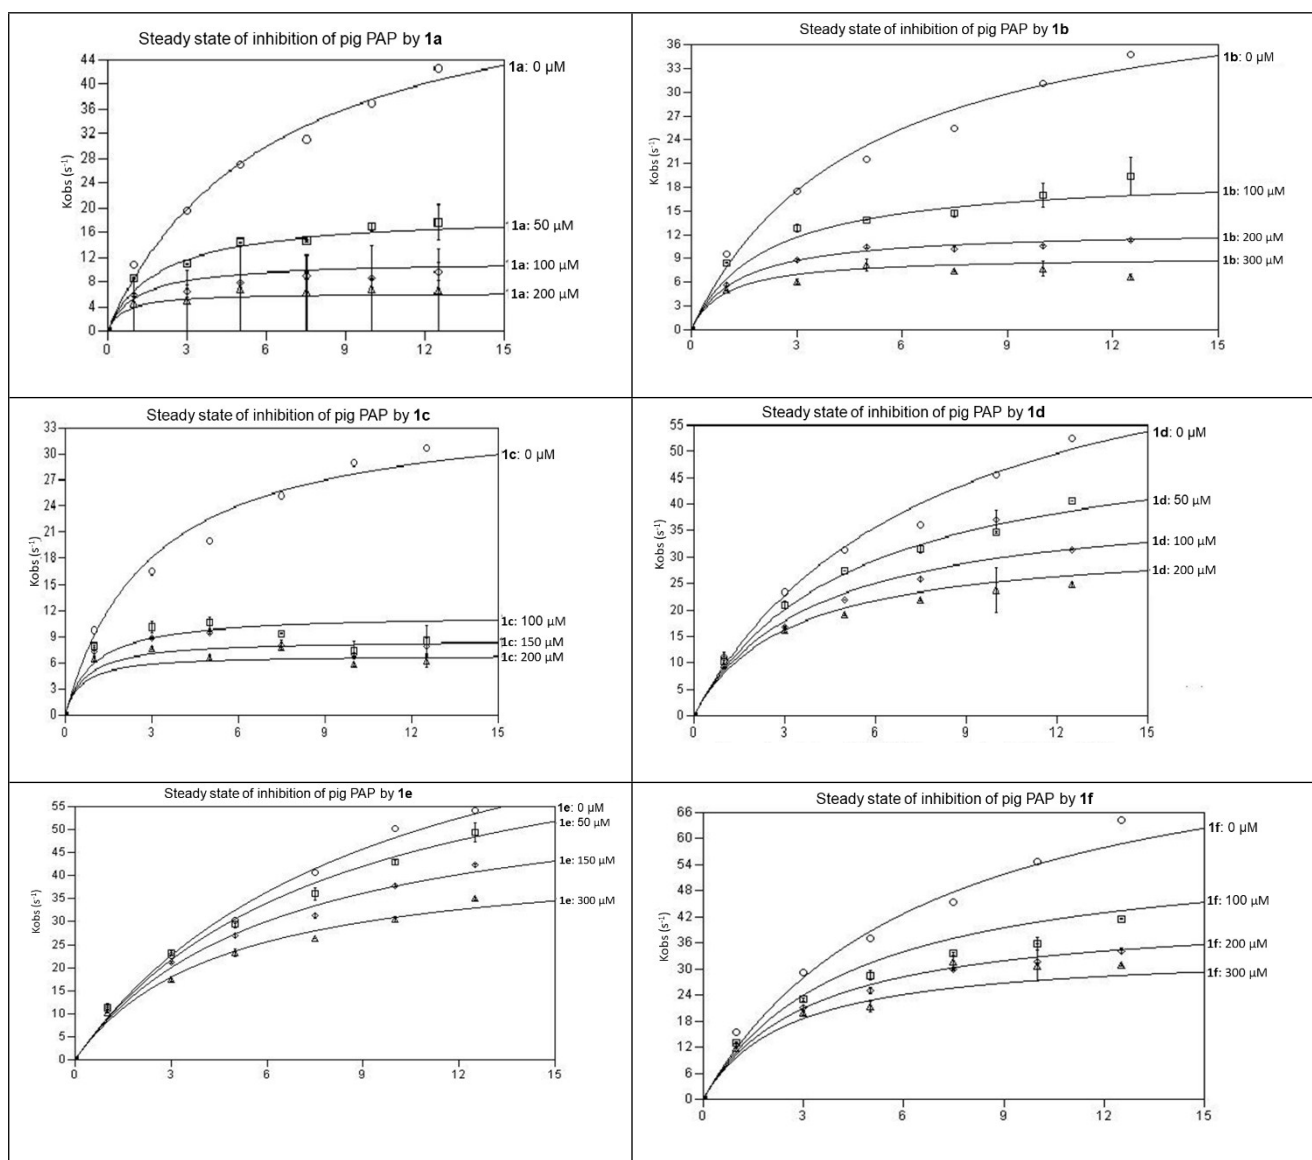 Steady state of inhibition of pig PAP by 1a
44
40
36
32
28
24
20
16
12
8
4
0
Kobs (s-1)
0 3 6 9 12 15
1a: 0 µM
1a: 50 µM
1a: 100 µM
1a: 200 µM
Steady state of inhibition of pig PAP by 1b
36
33
30
27
24
21
18
15
12
9
6
3
0
Kobs (s-1)
0 3 6 9 12 15
1b: 0 µM
1b: 100 µM
1b: 200 µM
1b: 300 µM
Steady state of inhibition of pig PAP by 1c
33
30
27
24
21
18
15
12
9
6
3
0
Kobs (s-1)
0 3 6 9 12 15
1c: 0 µM
1c: 100 µM
1c: 150 µM
1c: 200 µM
Steady state of inhibition of pig PAP by 1d
55
50
45
40
35
30
25
20
15
10
5
0
Kobs (s-1)
0 3 6 9 12 15
1d: 0 µM
1d: 50 µM
1d: 100 µM
1d: 200 µM
Steady state of inhibition of pig PAP by 1e
55
50
45
40
35
30
25
20
15
10
5
0
Kobs (s-1)
0 3 6 9 12 15
1e: 0 µM
1e: 50 µM
1e: 150 µM
1e: 300 µM
Steady state of inhibition of pig PAP by 1f
66
60
54
48
42
36
30
24
18
12
6
0
Kobs (s-1)
0 3 6 9 12 15
1f: 0 µM
1f: 100 µM
1f: 200 µM
1f: 300 µM